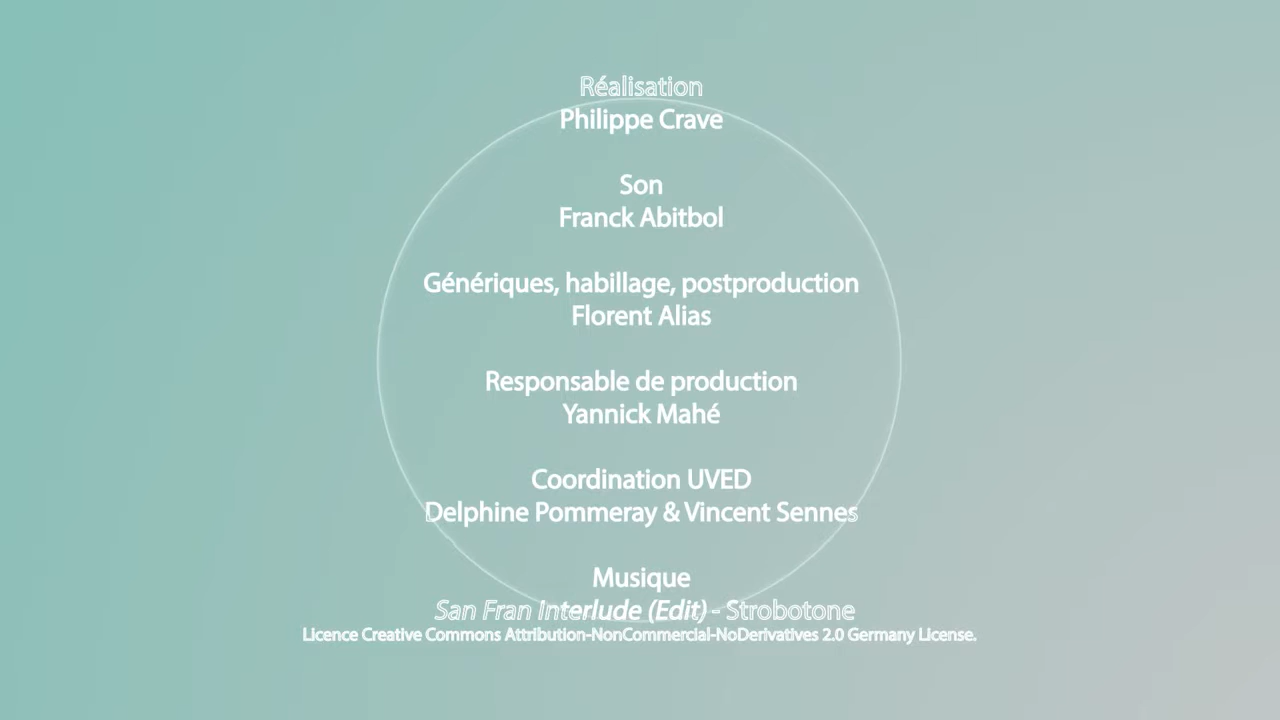 Réalisation
Philippe Crave
Son
Franck Abitbol
Génériques, habillage, postproduction
Florent Alias
Responsable de production
Yannick Mahé
Coordination UVED
Delphine Pommeray & Vincent Sennes
Musique
San Fran Interlude (Edit) - Strobotone
Licence Creative Commons Attribution-NonCommercial-NoDerivatives 2.0 Germany License.